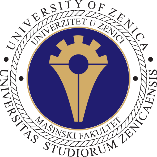 UNIVERSITY OF ZENICA
UNIVERZITET U ZENICI
MAŠINSKI FAKULTET
UNIVERSITAS STUDIORUM ZENICAENSIS